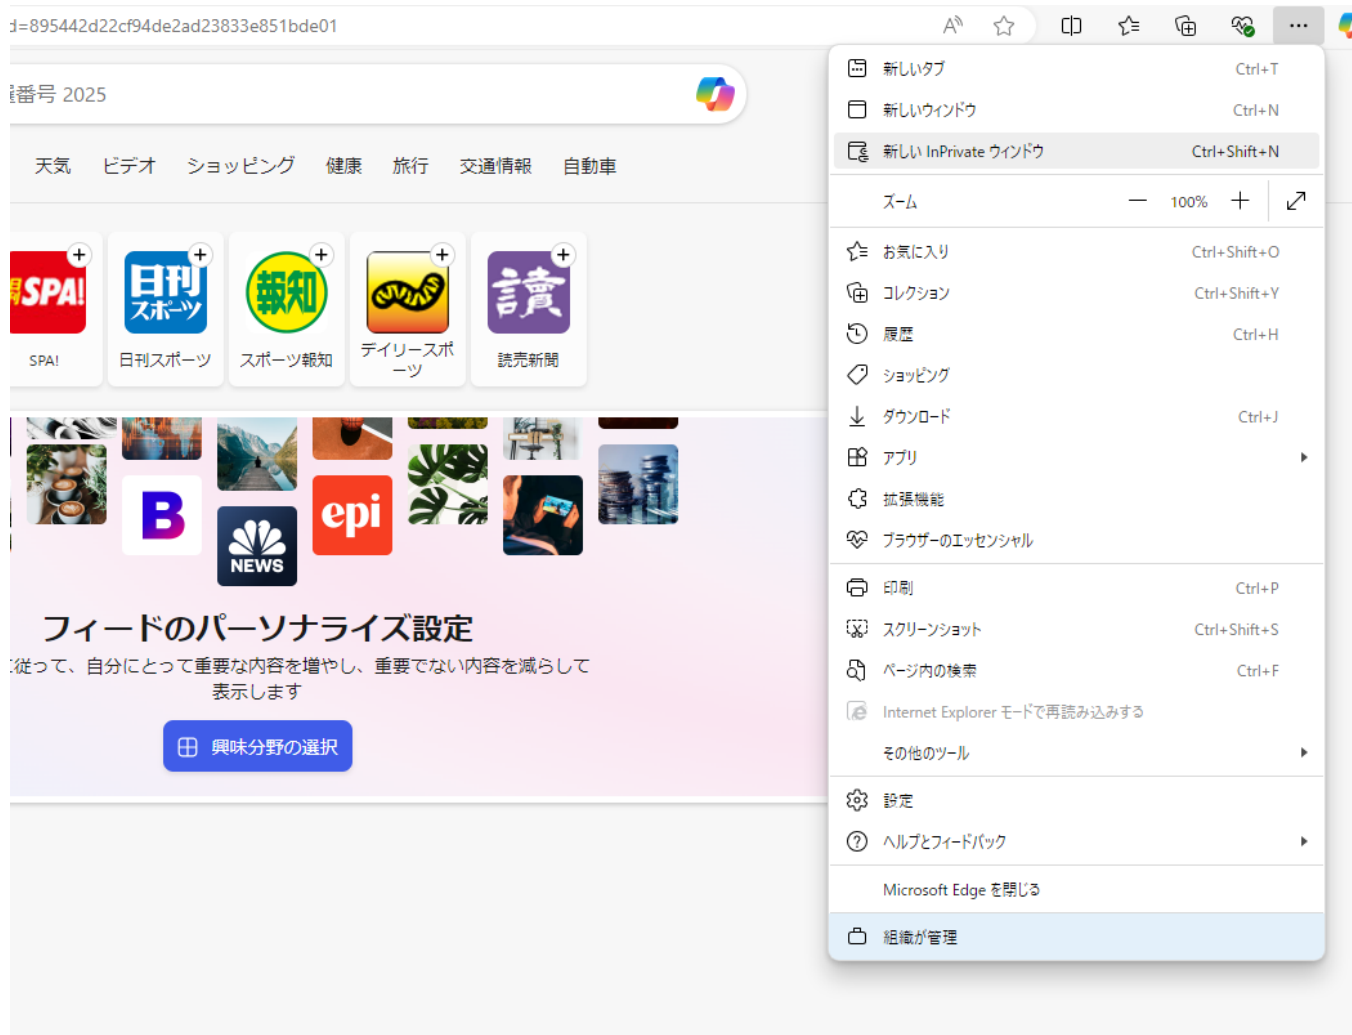 d=895442d22cf94de2ad23833e851bde01
番号 2025
天気 ビデオ ショッピング 健康 旅行 交通情報 自動車
SPA!
日刊
スポーツ
報知
讀
SPA!
日刊スポーツ
スポーツ報知
デイリースポ
ーツ
読売新聞
B
NEWS
epi
フィードのパーソナライズ設定
従って、自分にとって重要な内容を増やし、重要でない内容を減らして
表示します
興味分野の選択
新しいタブ Ctrl+T
新しいウィンドウ Ctrl+N
新しい InPrivate ウィンドウ Ctrl+Shift+N
ズーム 100%
お気に入り Ctrl+Shift+O
コレクション Ctrl+Shift+Y
履歴 Ctrl+H
ショッピング
ダウンロード Ctrl+J
アプリ
拡張機能
ブラウザーのエッセンシャル
印刷 Ctrl+P
スクリーンショット Ctrl+Shift+S
ページ内の検索 Ctrl+F
Internet Explorer モードで再読み込みする
その他のツール
設定
ヘルプとフィードバック
Microsoft Edge を閉じる
組織が管理